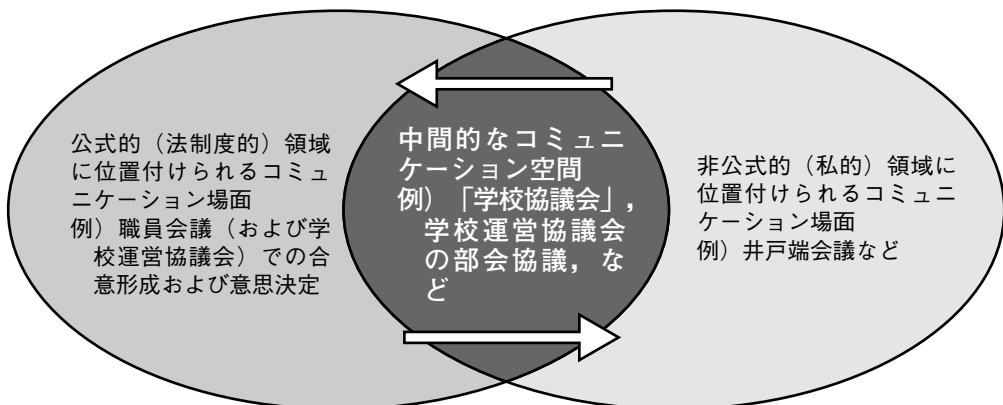 公式的（法制度的）領域
に位置付けられるコミュ
ニケーション場面
例）職員会議（および学
校運営協議会）での合
意形成および意思決定
中間的なコミュニ
ケーション空間
例）「学校協議会」，
学校運営協議会
の部会協議，な
ど
非公式的（私的）領域に
位置付けられるコミュニ
ケーション場面
例）井戸端会議など